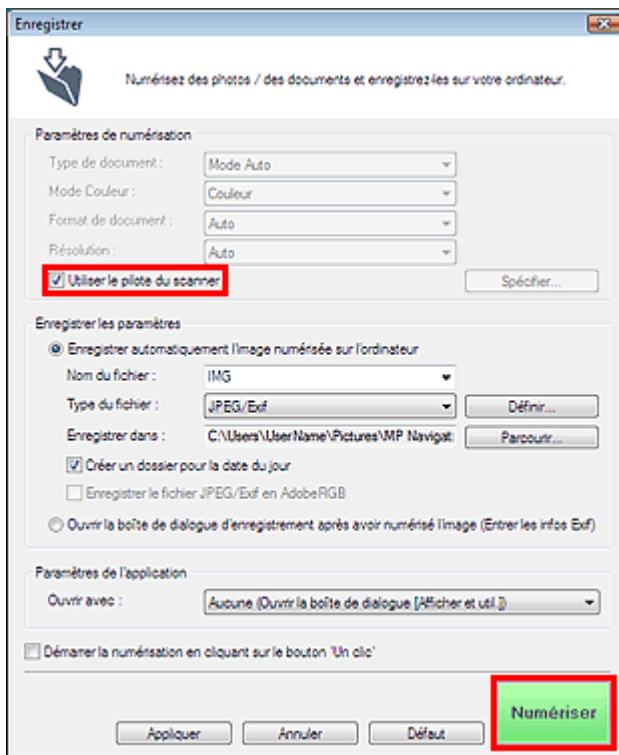 Enregistrer
Numérisez des photos / des documents et enregistrez-les sur votre ordinateur.
Paramètres de numérisation
Type de document : Mode Auto
Mode Couleur : Couleur
Format de document : Auto
Résolution : Auto
Utiliser le pilote du scanner Spécifier...
Enregistrer les paramètres
Enregistrer automatiquement l'image numérisée sur l'ordinateur
Nom du fichier : IMG
Type du fichier : JPEG/Exif Définir...
Enregistrer dans : C:\Users\UserName\Pictures\MP Navigat Parcourir...
Créer un dossier pour la date du jour
Enregistrer le fichier JPEG/Exif en AdobeRGB
Ouvrir la boîte de dialogue d'enregistrement après avoir numérisé l'image (Entrer les infos Exif)
Paramètres de l'application
Ouvrir avec : Aucune (Ouvrir la boîte de dialogue [Afficher et util.])
Démarrer la numérisation en cliquant sur le bouton 'Un clic'
Numériser
Appliquer Annuler Défaut